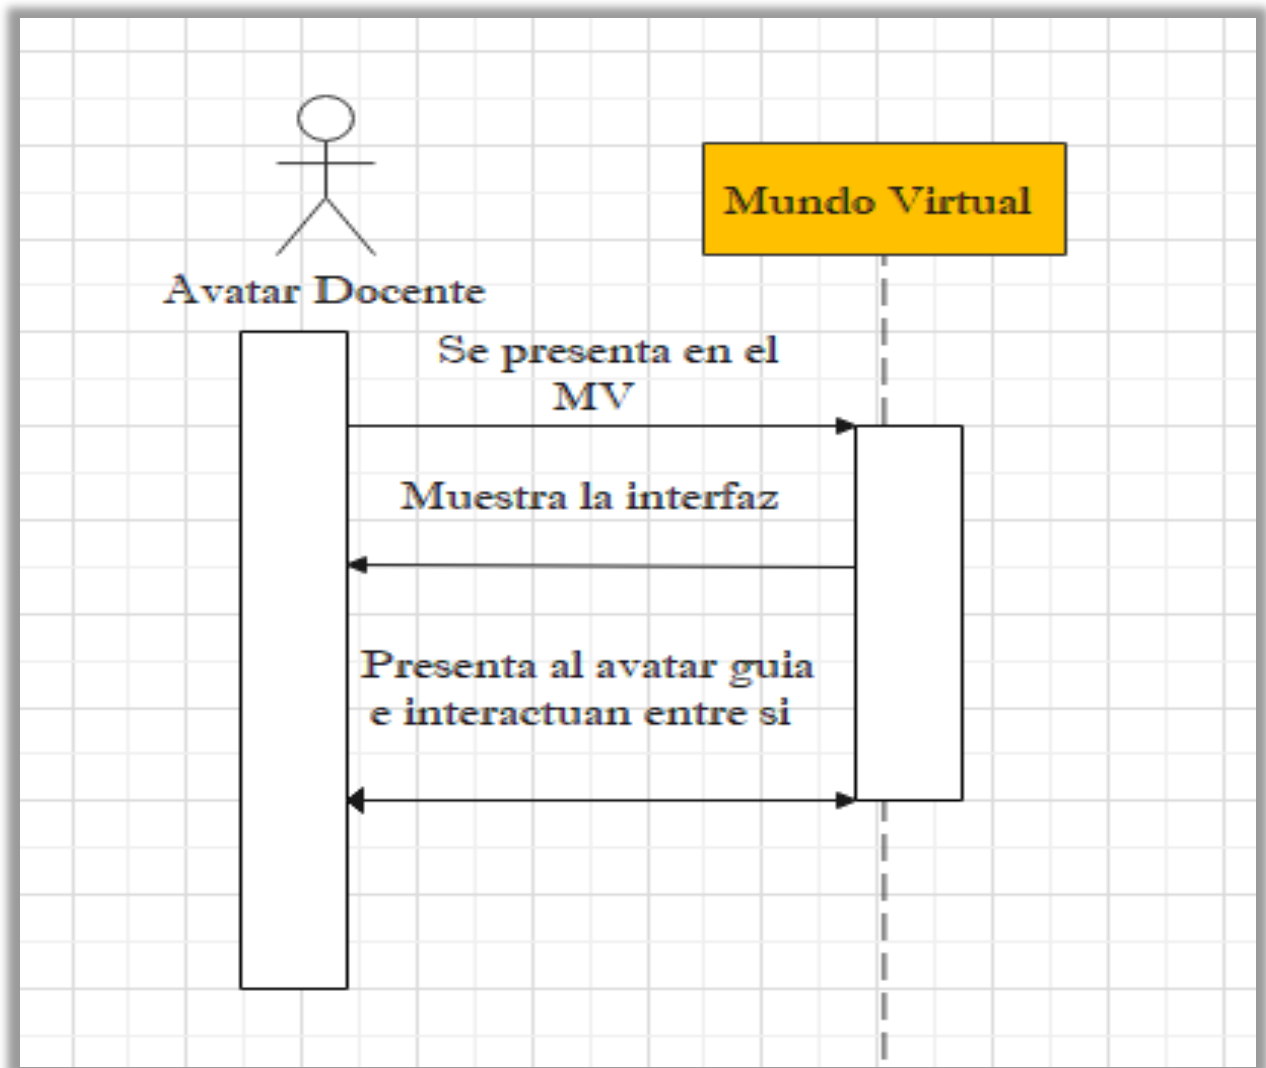 Mundo Virtual
Avatar Docente
Se presenta en el
MV
Muestra la interfaz
Presenta al avatar guia
e interactuan entre si